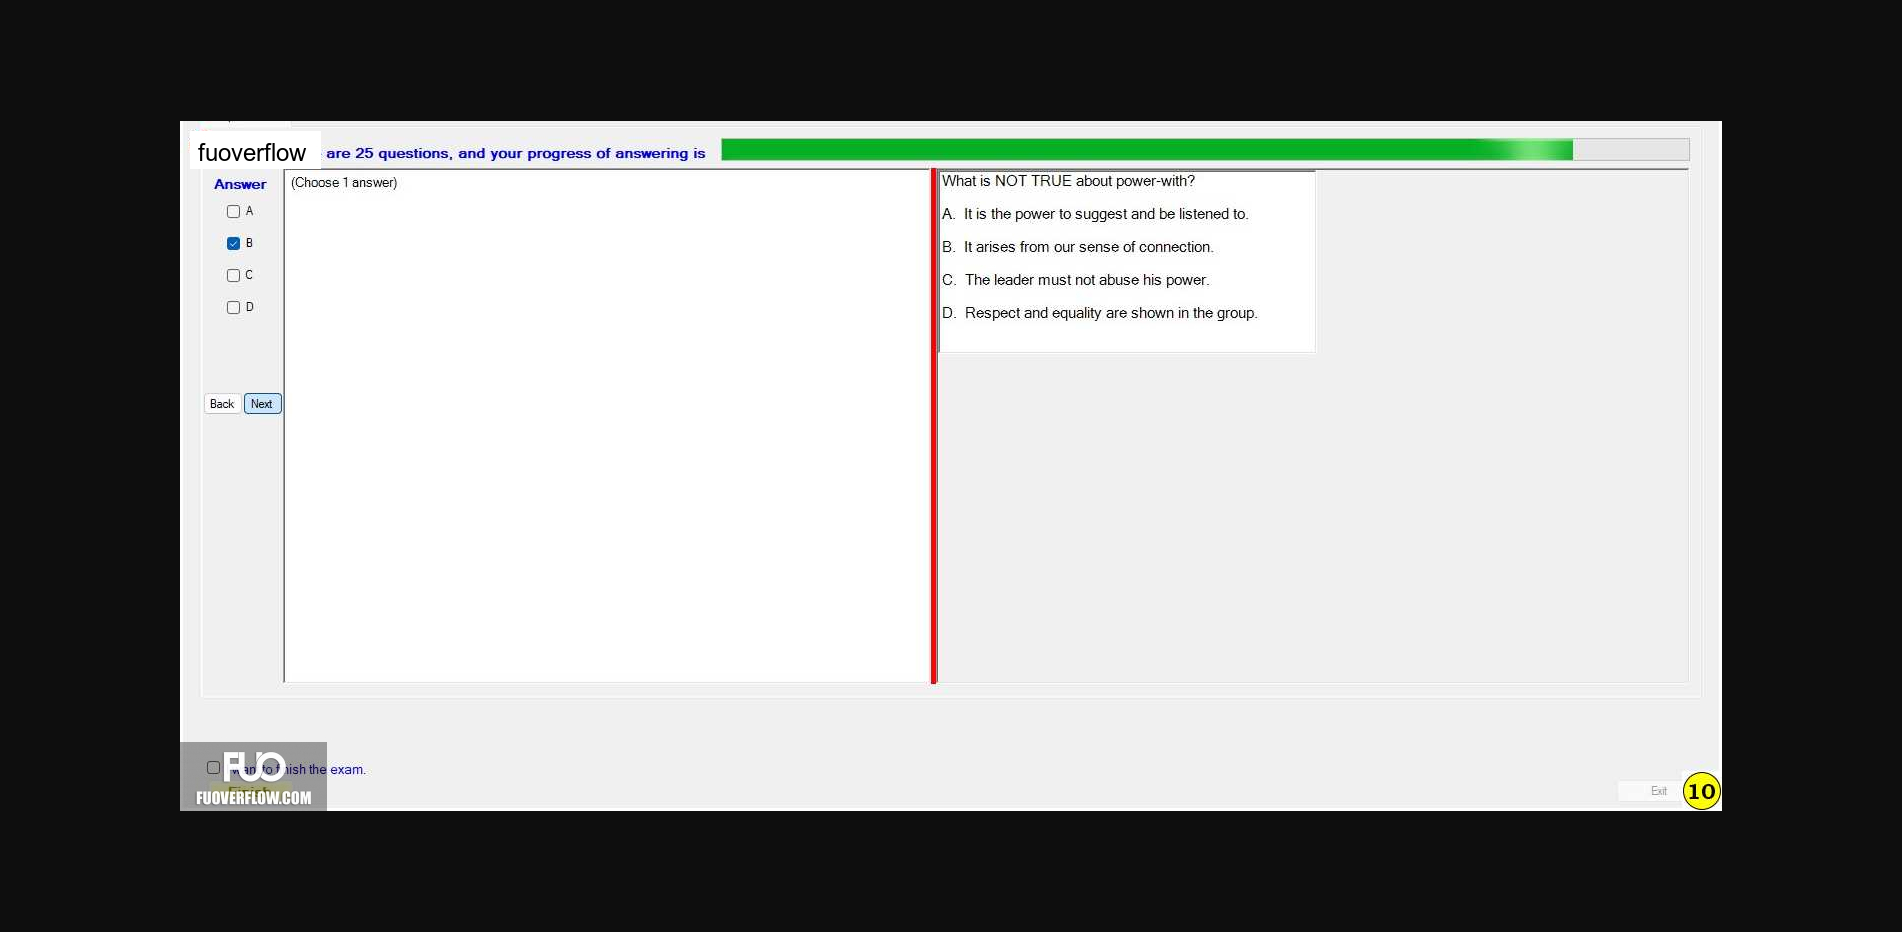 fuoverflow are 25 questions, and your progress of answering is
Answer
(Choose 1 answer)
A
B
C
D
Back Next
What is NOT TRUE about power-with?
A. It is the power to suggest and be listened to.
B. It arises from our sense of connection.
C. The leader must not abuse his power.
D. Respect and equality are shown in the group.
FUO
to finish the exam.
Finish
FUOVERFLOW.COM
Exit
10